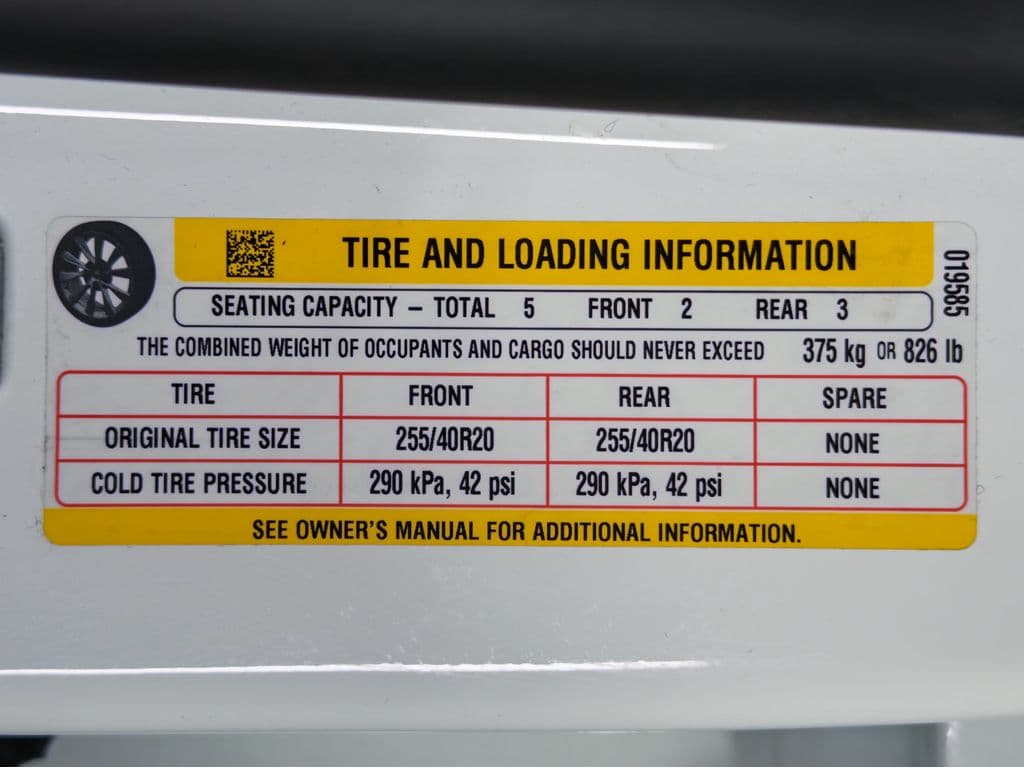 TIRE AND LOADING INFORMATION
019585
SEATING CAPACITY – TOTAL 5 FRONT 2 REAR 3
THE COMBINED WEIGHT OF OCCUPANTS AND CARGO SHOULD NEVER EXCEED 375 kg OR 826 lb
TIRE FRONT REAR SPARE
ORIGINAL TIRE SIZE 255/40R20 255/40R20 NONE
COLD TIRE PRESSURE 290 kPa, 42 psi 290 kPa, 42 psi NONE
SEE OWNER'S MANUAL FOR ADDITIONAL INFORMATION.